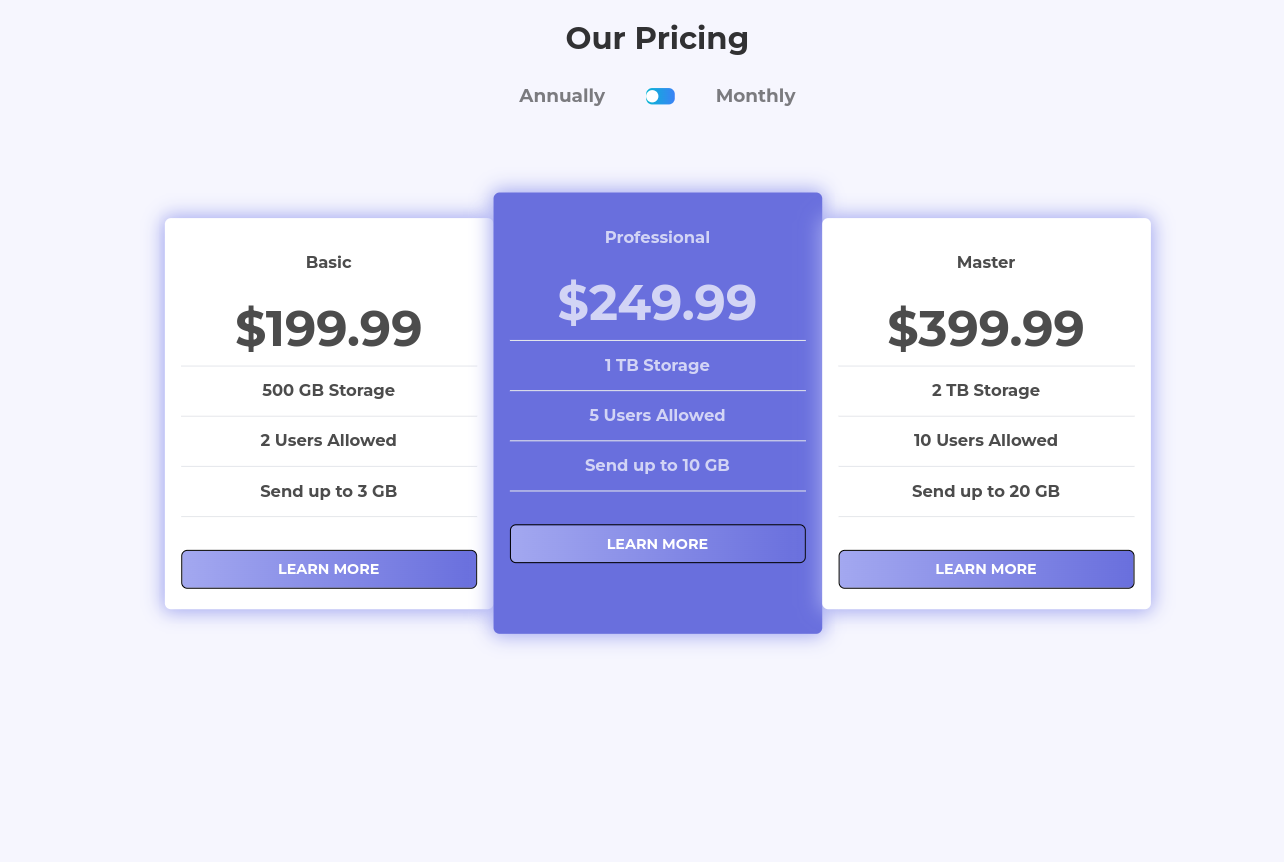 Our Pricing
Annually
Monthly
Basic
$199.99
500 GB Storage
2 Users Allowed
Send up to 3 GB
LEARN MORE
Professional
$249.99
1 TB Storage
5 Users Allowed
Send up to 10 GB
LEARN MORE
Master
$399.99
2 TB Storage
10 Users Allowed
Send up to 20 GB
LEARN MORE